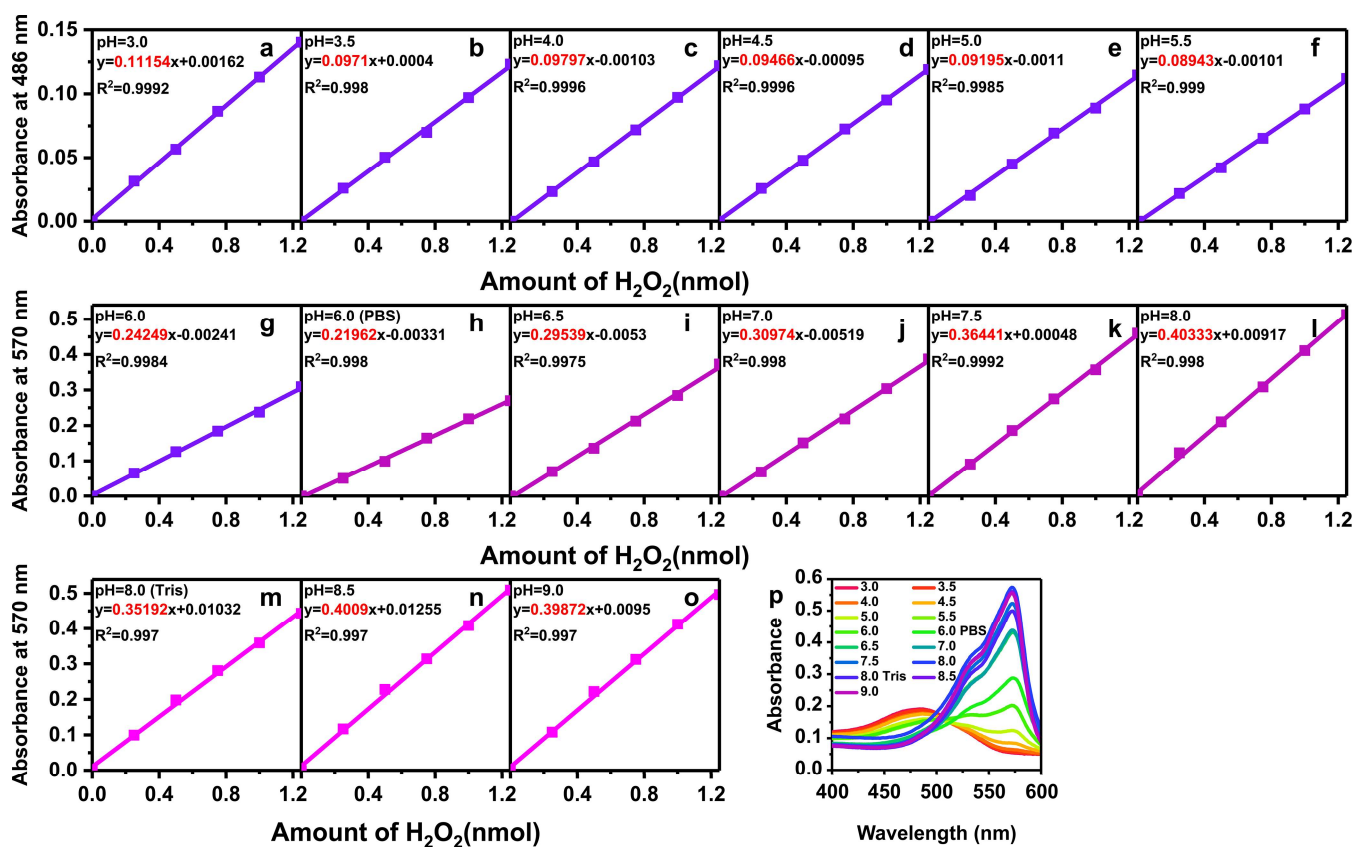 Absorbance at 486 nm
0.15
0.10
0.05
0.00
pH=3.0
a
y=0.11154x+0.00162
R²=0.9992
pH=3.5
b
y=0.0971x+0.0004
R²=0.998
pH=4.0
c
y=0.09797x-0.00103
R²=0.9996
pH=4.5
d
y=0.09466x-0.00095
R²=0.9996
pH=5.0
e
y=0.09195x-0.0011
R²=0.9985
pH=5.5
f
y=0.08943x-0.00101
R²=0.999
0.0 0.4 0.8 1.2 0.4 0.8 1.2 0.4 0.8 1.2 0.4 0.8 1.2 0.4 0.8 1.2 0.4 0.8 1.2
Amount of H₂O₂(nmol)
Absorbance at 570 nm
0.5
0.4
0.3
0.2
0.1
0.0
pH=6.0
g
y=0.24249x-0.00241
R²=0.9984
pH=6.0 (PBS)
h
y=0.21962x-0.00331
R²=0.998
pH=6.5
i
y=0.29539x-0.0053
R²=0.9975
pH=7.0
j
y=0.30974x-0.00519
R²=0.998
pH=7.5
k
y=0.36441x+0.00048
R²=0.9992
pH=8.0
l
y=0.40333x+0.00917
R²=0.998
0.0 0.4 0.8 1.2 0.4 0.8 1.2 0.4 0.8 1.2 0.4 0.8 1.2 0.4 0.8 1.2 0.4 0.8 1.2
Amount of H₂O₂(nmol)
Absorbance at 570 nm
0.5
0.4
0.3
0.2
0.1
0.0
pH=8.0 (Tris)
m
y=0.35192x+0.01032
R²=0.997
pH=8.5
n
y=0.4009x+0.01255
R²=0.997
pH=9.0
o
y=0.39872x+0.0095
R²=0.997
0.0 0.4 0.8 1.2 0.4 0.8 1.2 0.4 0.8 1.2
Amount of H₂O₂(nmol)
Absorbance
0.6
0.5
0.4
0.3
0.2
0.1
0.0
p
3.0 3.5
4.0 4.5
5.0 5.5
6.0 6.0 PBS
6.5 7.0
7.5 8.0
8.0 Tris 8.5
9.0
400 450 500 550 600
Wavelength (nm)